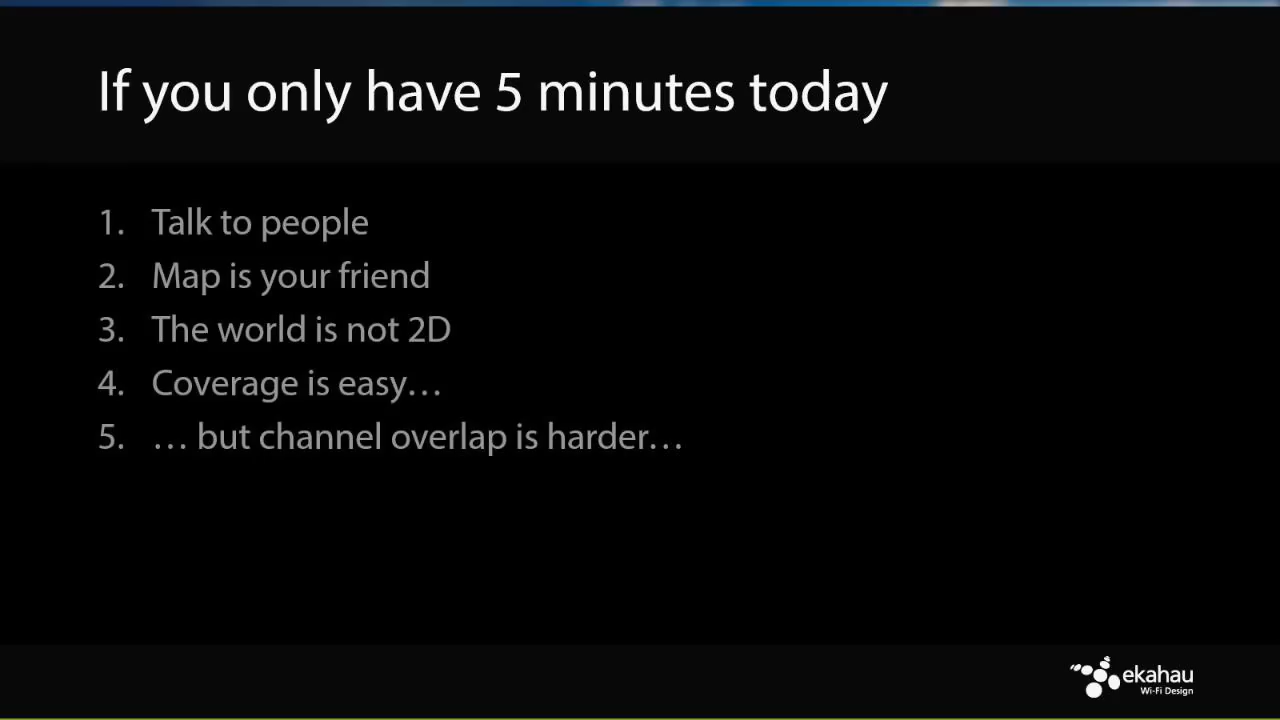 If you only have 5 minutes today
1. Talk to people
2. Map is your friend
3. The world is not 2D
4. Coverage is easy…
5. … but channel overlap is harder…
ekahau
Wi-Fi Design